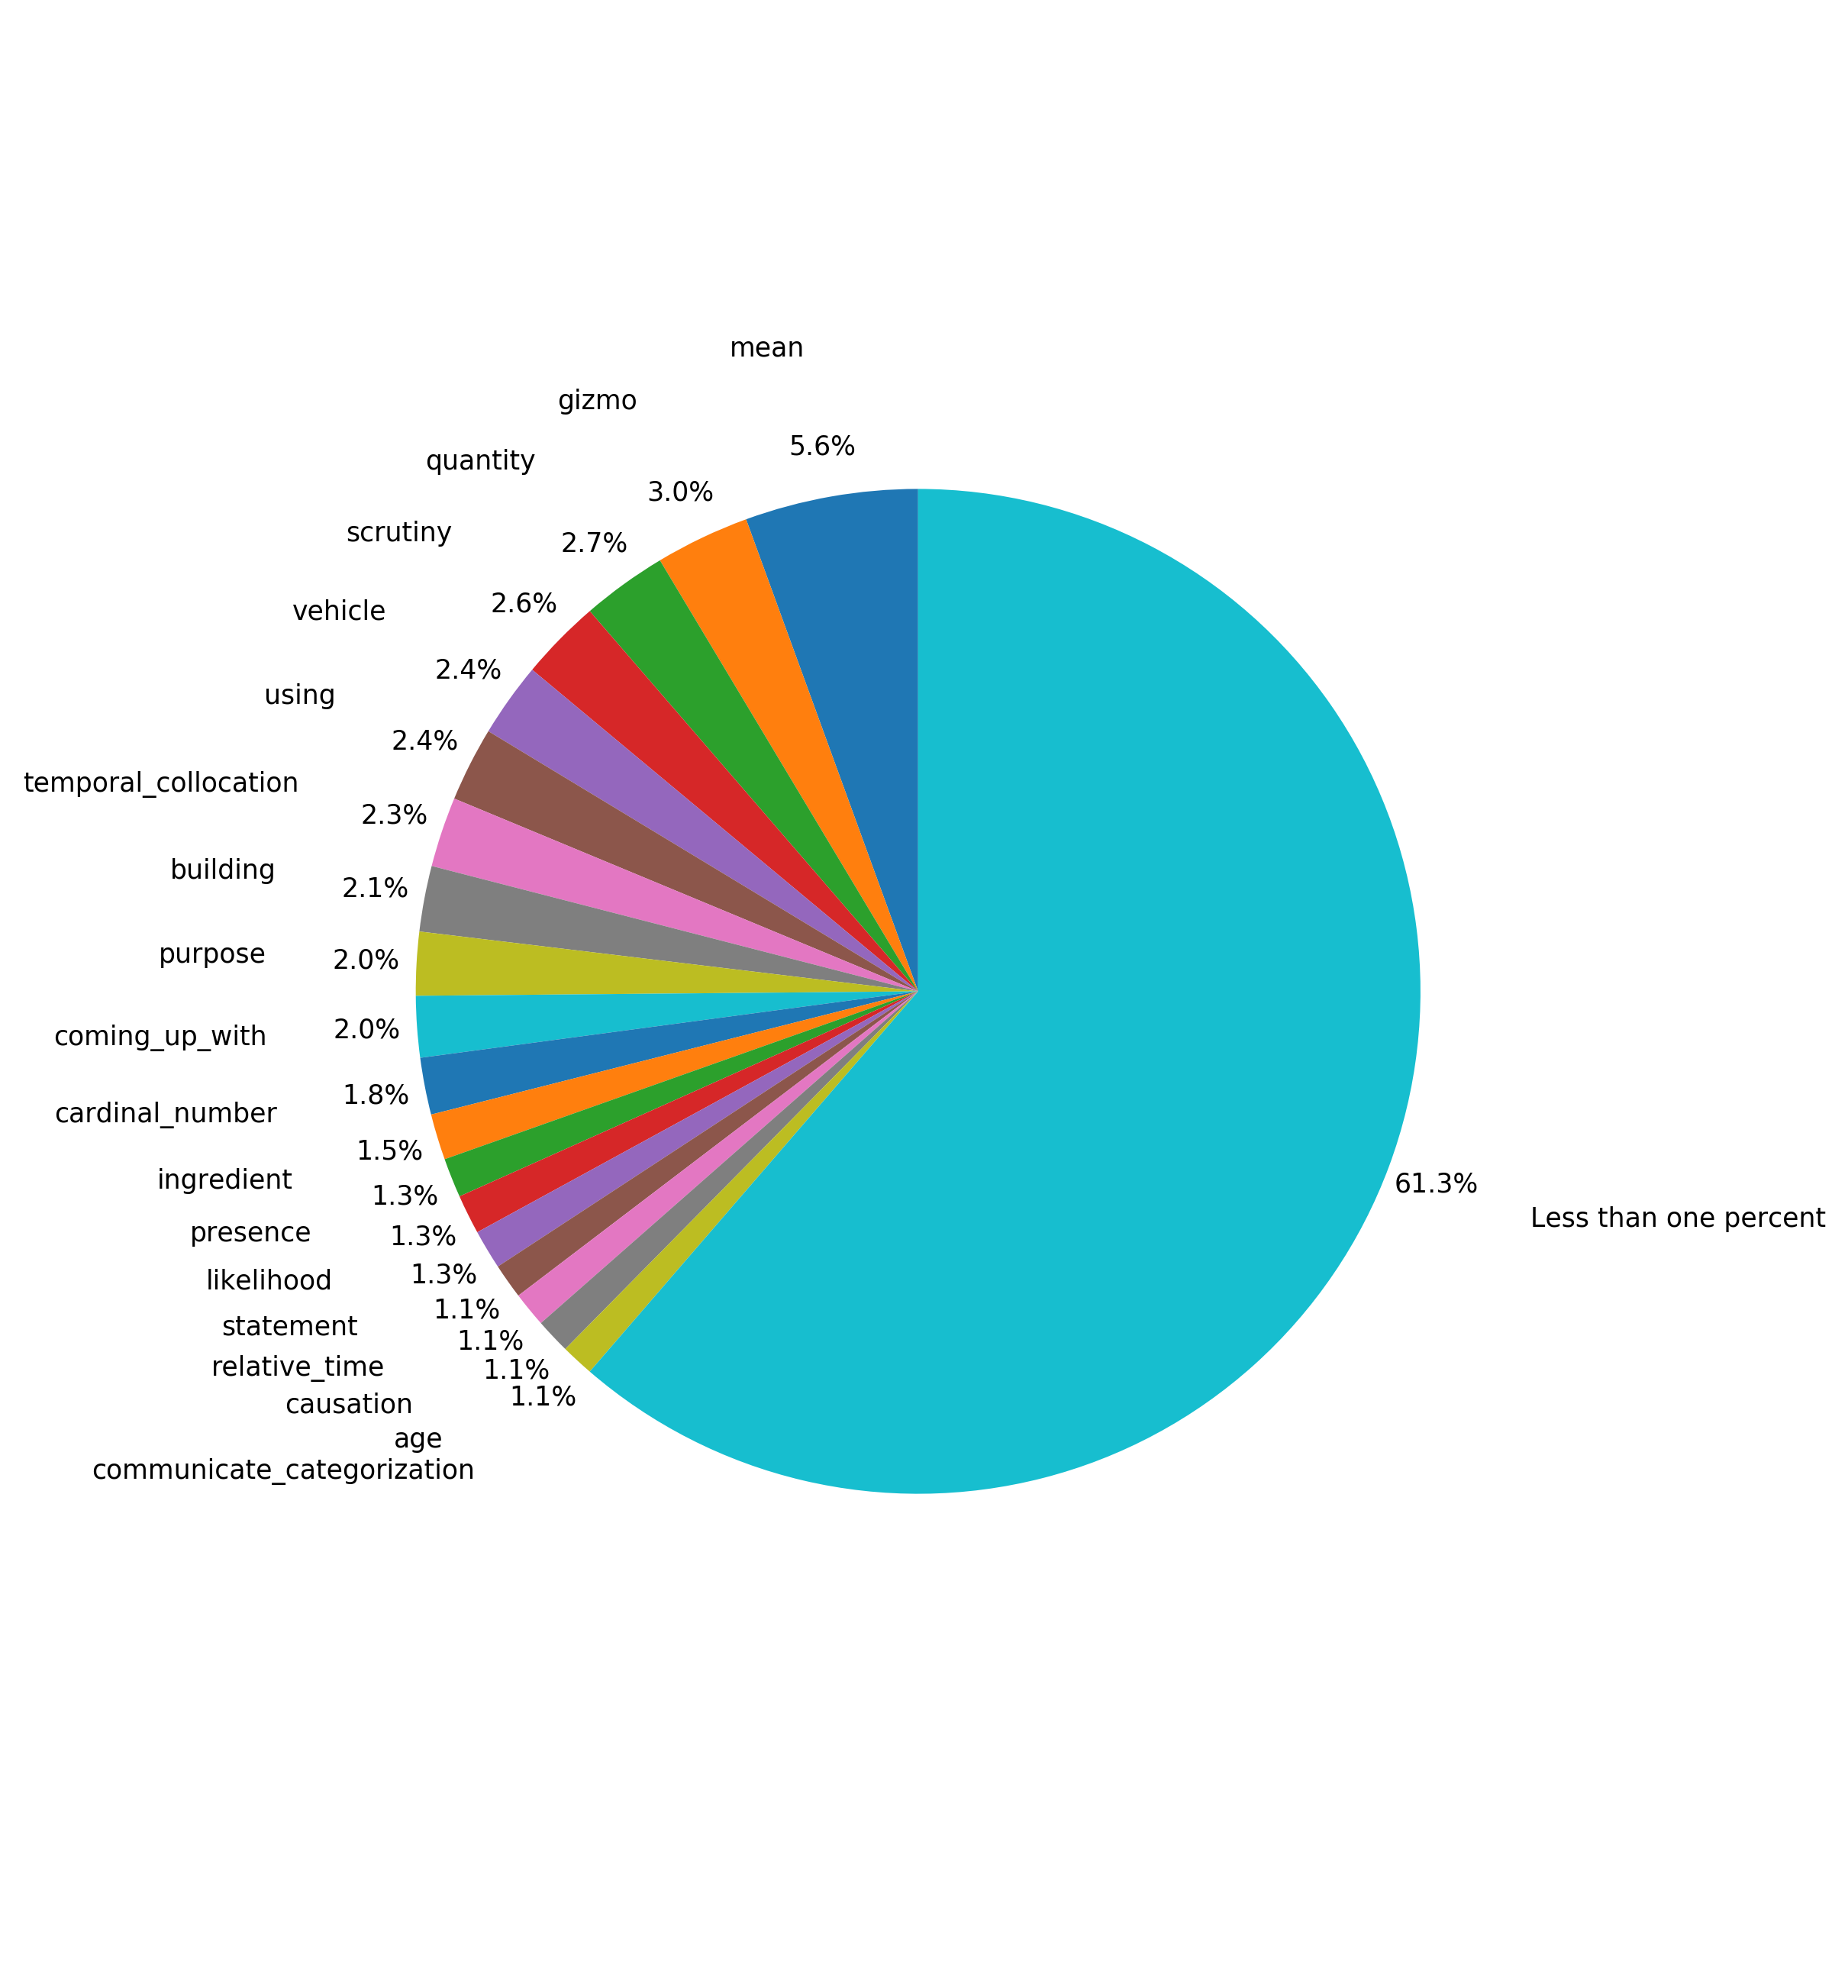 mean
5.6%
gizmo
3.0%
quantity
2.7%
scrutiny
2.6%
vehicle
2.4%
using
2.4%
temporal_collocation
2.3%
building
2.1%
purpose
2.0%
coming_up_with
2.0%
cardinal_number
1.8%
ingredient
1.5%
presence
1.3%
likelihood
1.3%
statement
1.3%
relative_time
1.1%
causation
1.1%
age
1.1%
communicate_categorization
1.1%
61.3%
Less than one percent